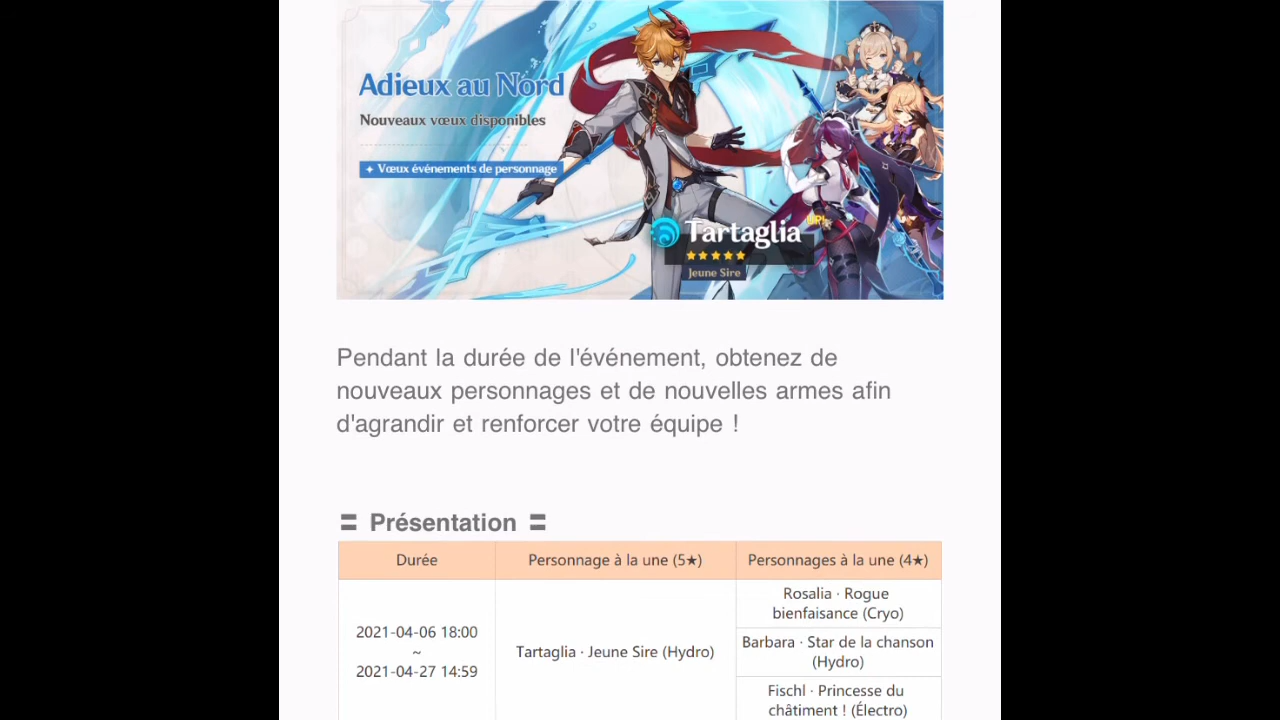 Adieux au Nord
Nouveaux vœux disponibles
✦ Vœux événements de personnage
Tartaglia
★★★★★
Jeune Sire
Pendant la durée de l'événement, obtenez de
nouveaux personnages et de nouvelles armes afin
d'agrandir et renforcer votre équipe !
〓 Présentation 〓
Durée
Personnage à la une (5★)
Personnages à la une (4★)
2021-04-06 18:00
~
2021-04-27 14:59
Tartaglia · Jeune Sire (Hydro)
Rosalia · Rogue
bienfaisance (Cryo)
Barbara · Star de la chanson
(Hydro)
Fischl · Princesse du
châtiment ! (Électro)